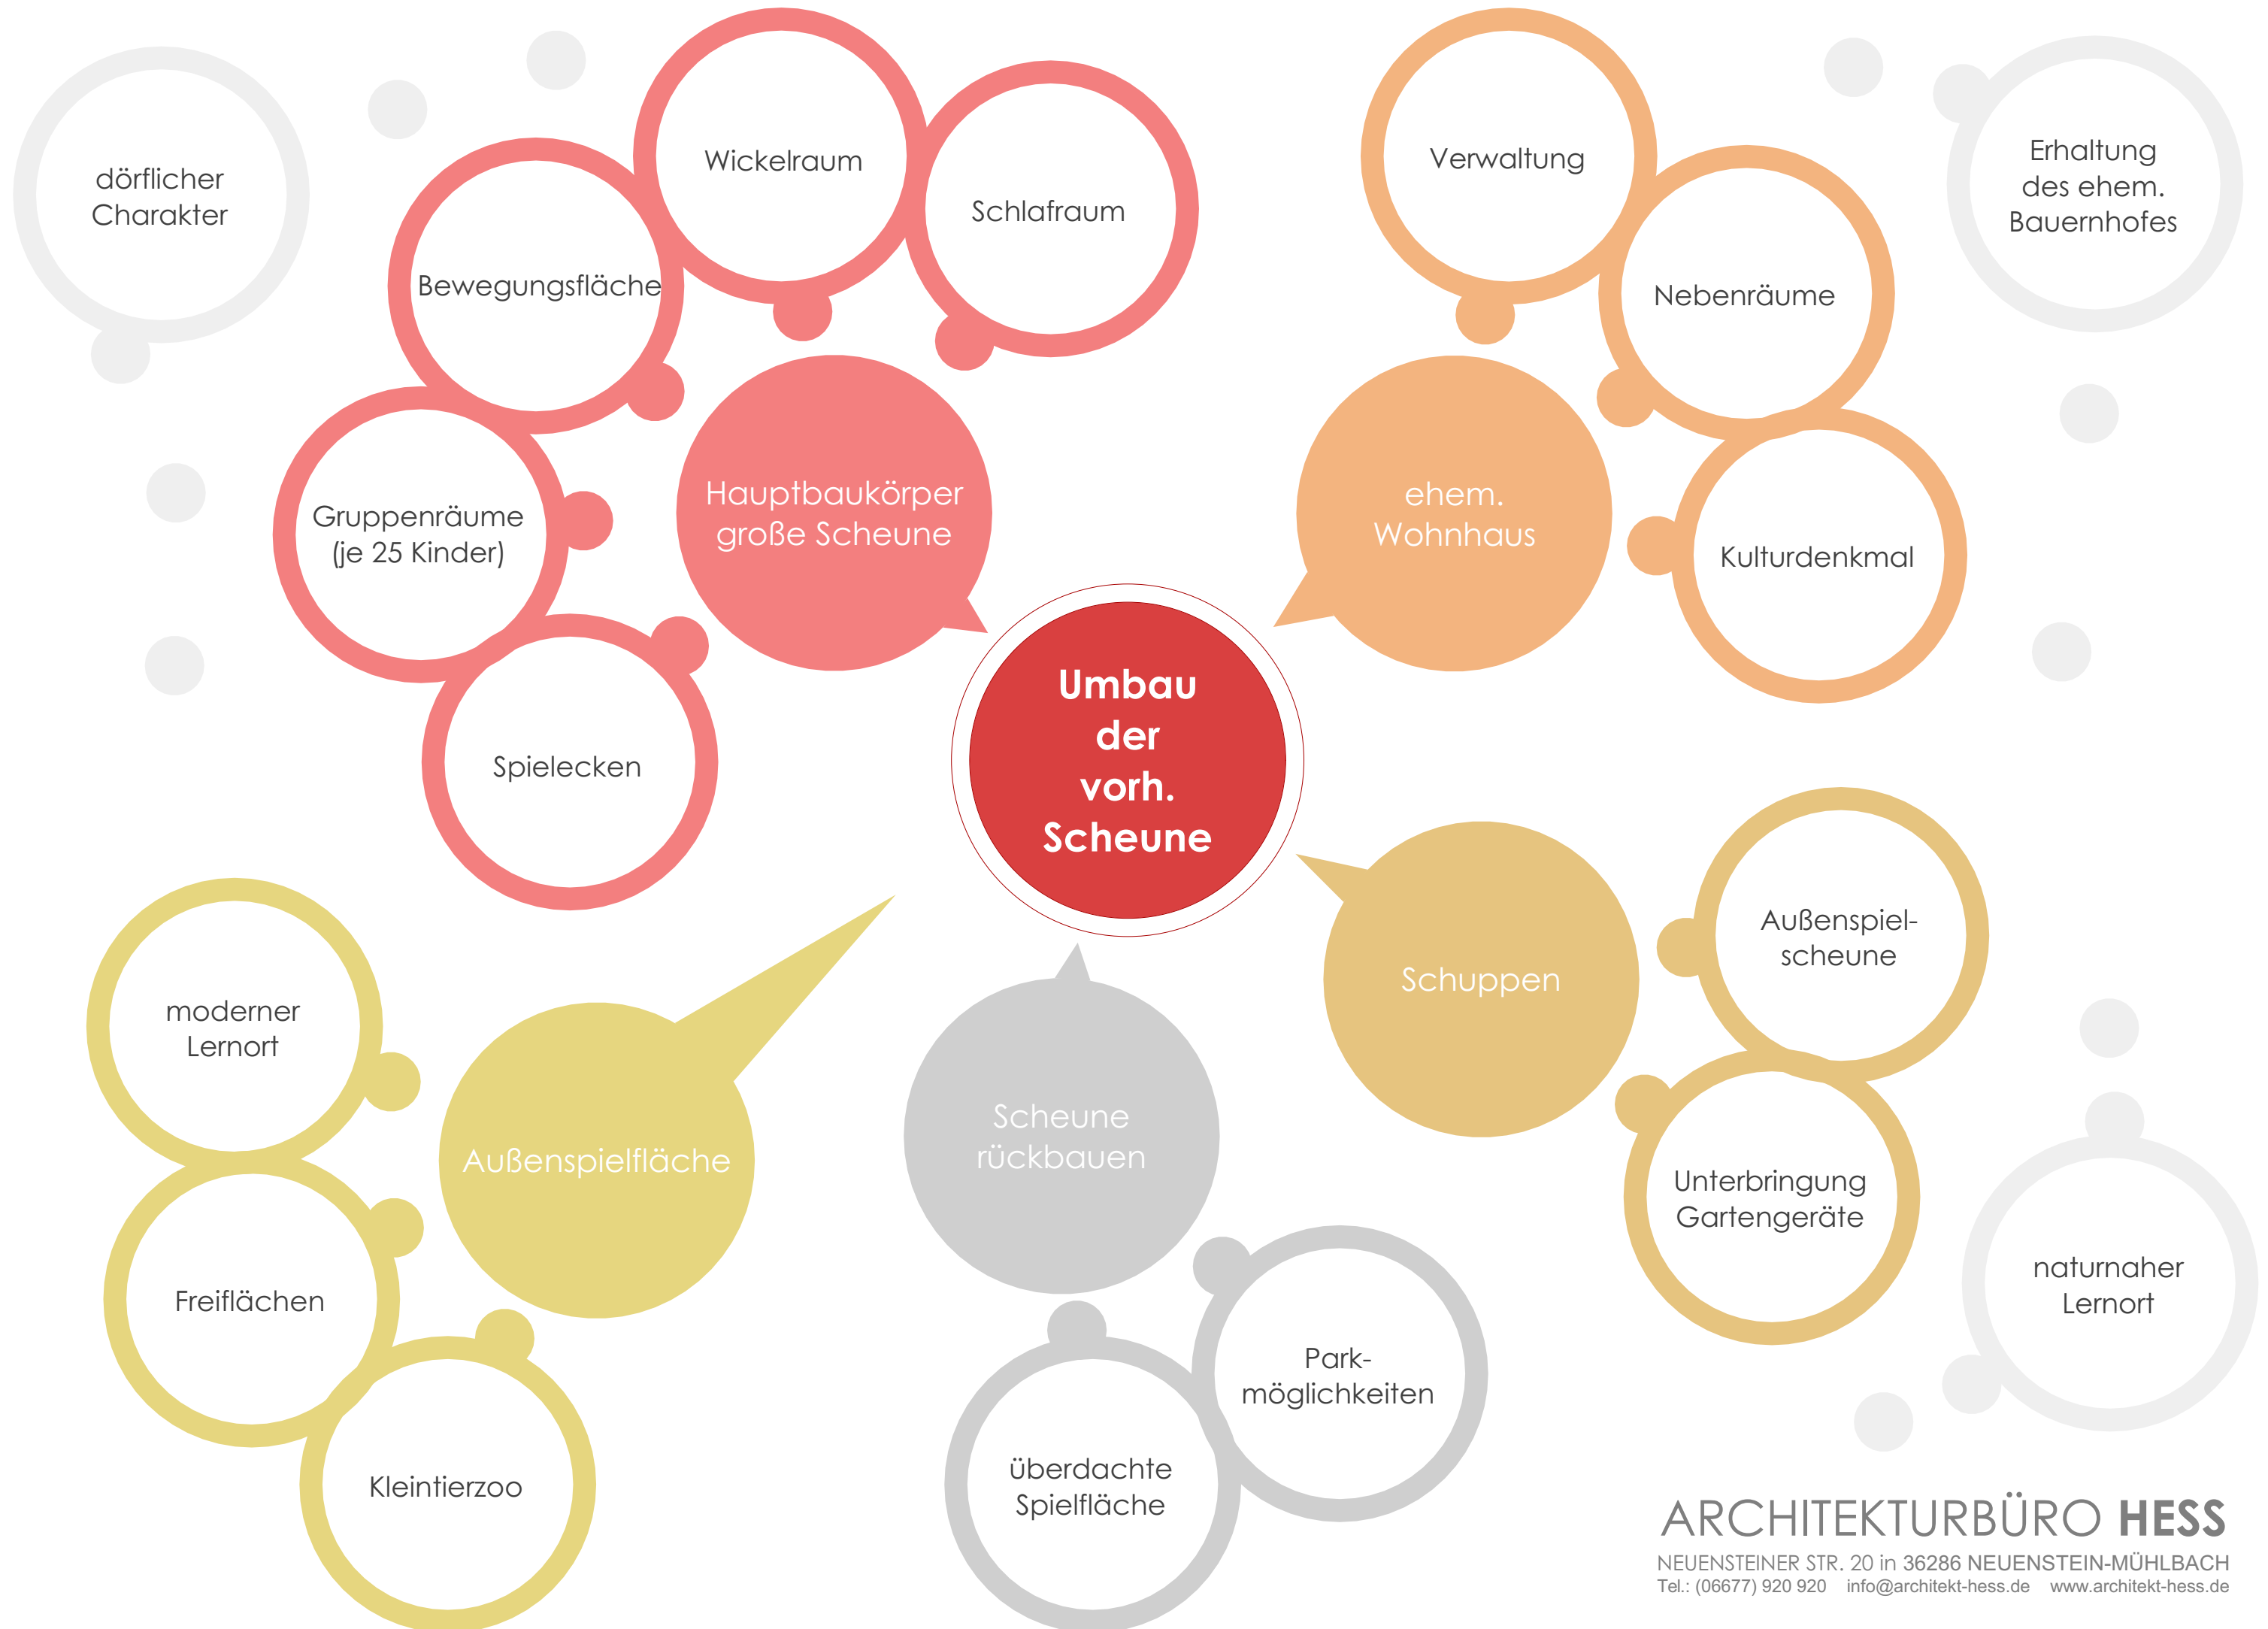 dörflicher
Charakter
Wickelraum
Schlafraum
Bewegungsfläche
Gruppenräume
(je 25 Kinder)
Spielecken
Hauptbaukörper
große Scheune
Verwaltung
Nebenräume
Kulturdenkmal
ehem.
Wohnhaus
Erhaltung
des ehem.
Bauernhofes
Umbau
der
vorh.
Scheune
moderner
Lernort
Freiflächen
Kleintierzoo
Außenspielfläche
Scheune
rückbauen
Park-
möglichkeiten
überdachte
Spielfläche
Schuppen
Außenspiel-
scheune
Unterbringung
Gartengeräte
naturnaher
Lernort
ARCHITEKTURBÜRO HESS
NEUENSTEINER STR. 20 in 36286 NEUENSTEIN-MÜHLBACH
Tel.: (06677) 920 920 info@architekt-hess.de www.architekt-hess.de